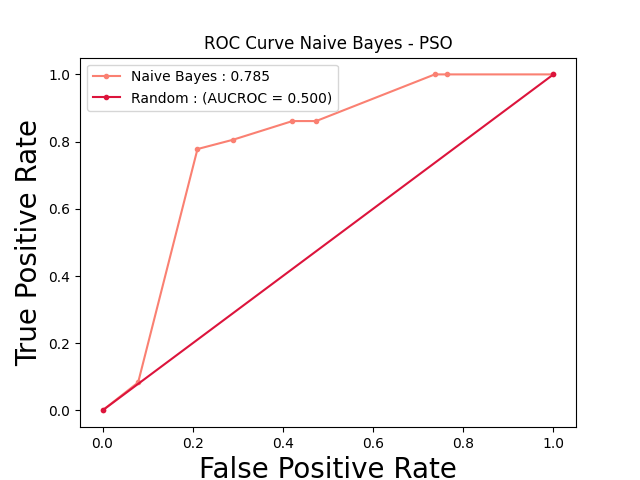 ROC Curve Naive Bayes - PSO
Naive Bayes : 0.785
Random : (AUCROC = 0.500)
True Positive Rate
1.0
0.8
0.6
0.4
0.2
0.0
0.0 0.2 0.4 0.6 0.8 1.0
False Positive Rate